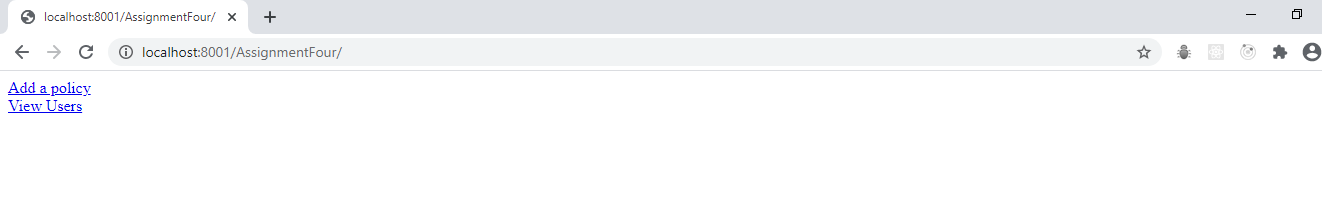 localhost:8001/AssignmentFour/
localhost:8001/AssignmentFour/
Add a policy
View Users